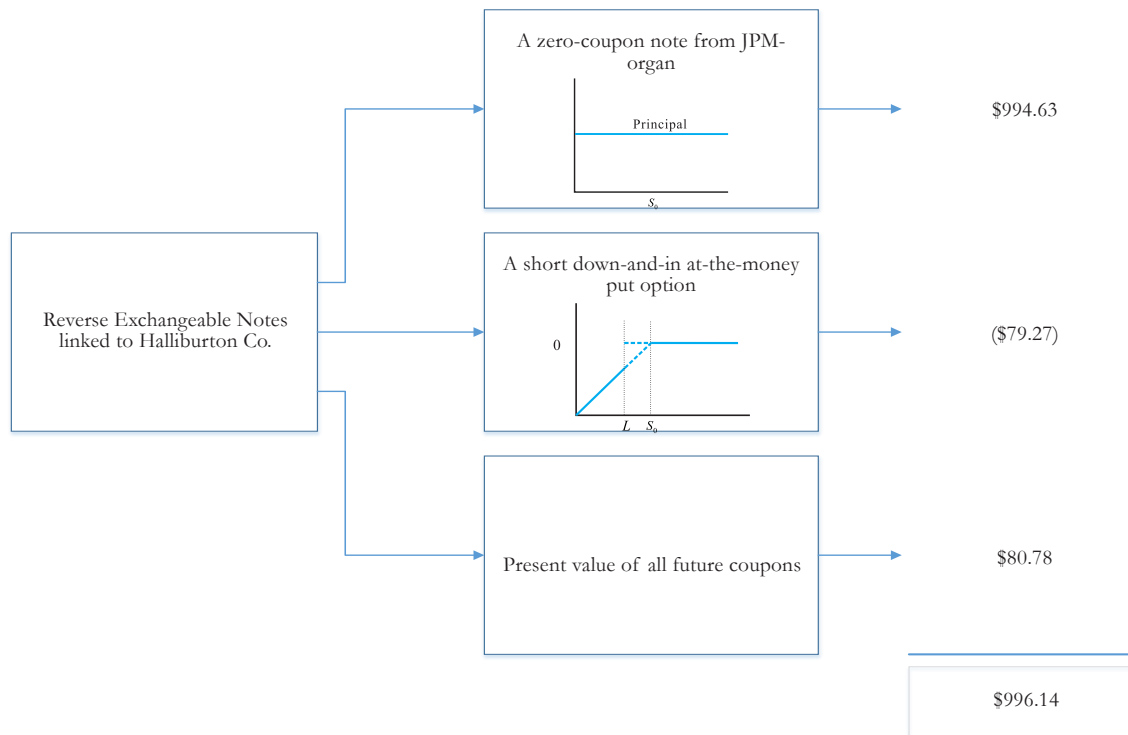 A zero-coupon note from JPM-
organ
Principal
S₀
$994.63
Reverse Exchangeable Notes
linked to Halliburton Co.
A short down-and-in at-the-money
put option
0
L S₀
($79.27)
Present value of all future coupons
$80.78
$996.14